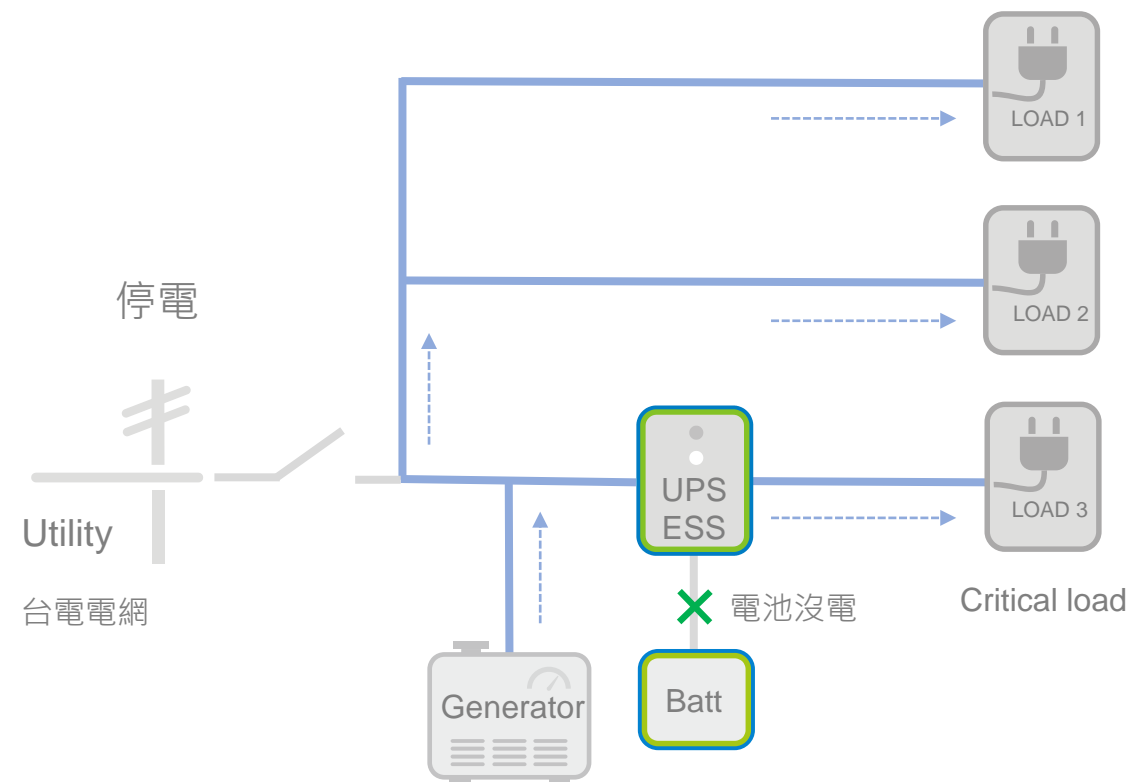 LOAD 1
停電
LOAD 2
UPS
ESS
LOAD 3
Utility
台電電網
電池沒電
Critical load
Generator
Batt